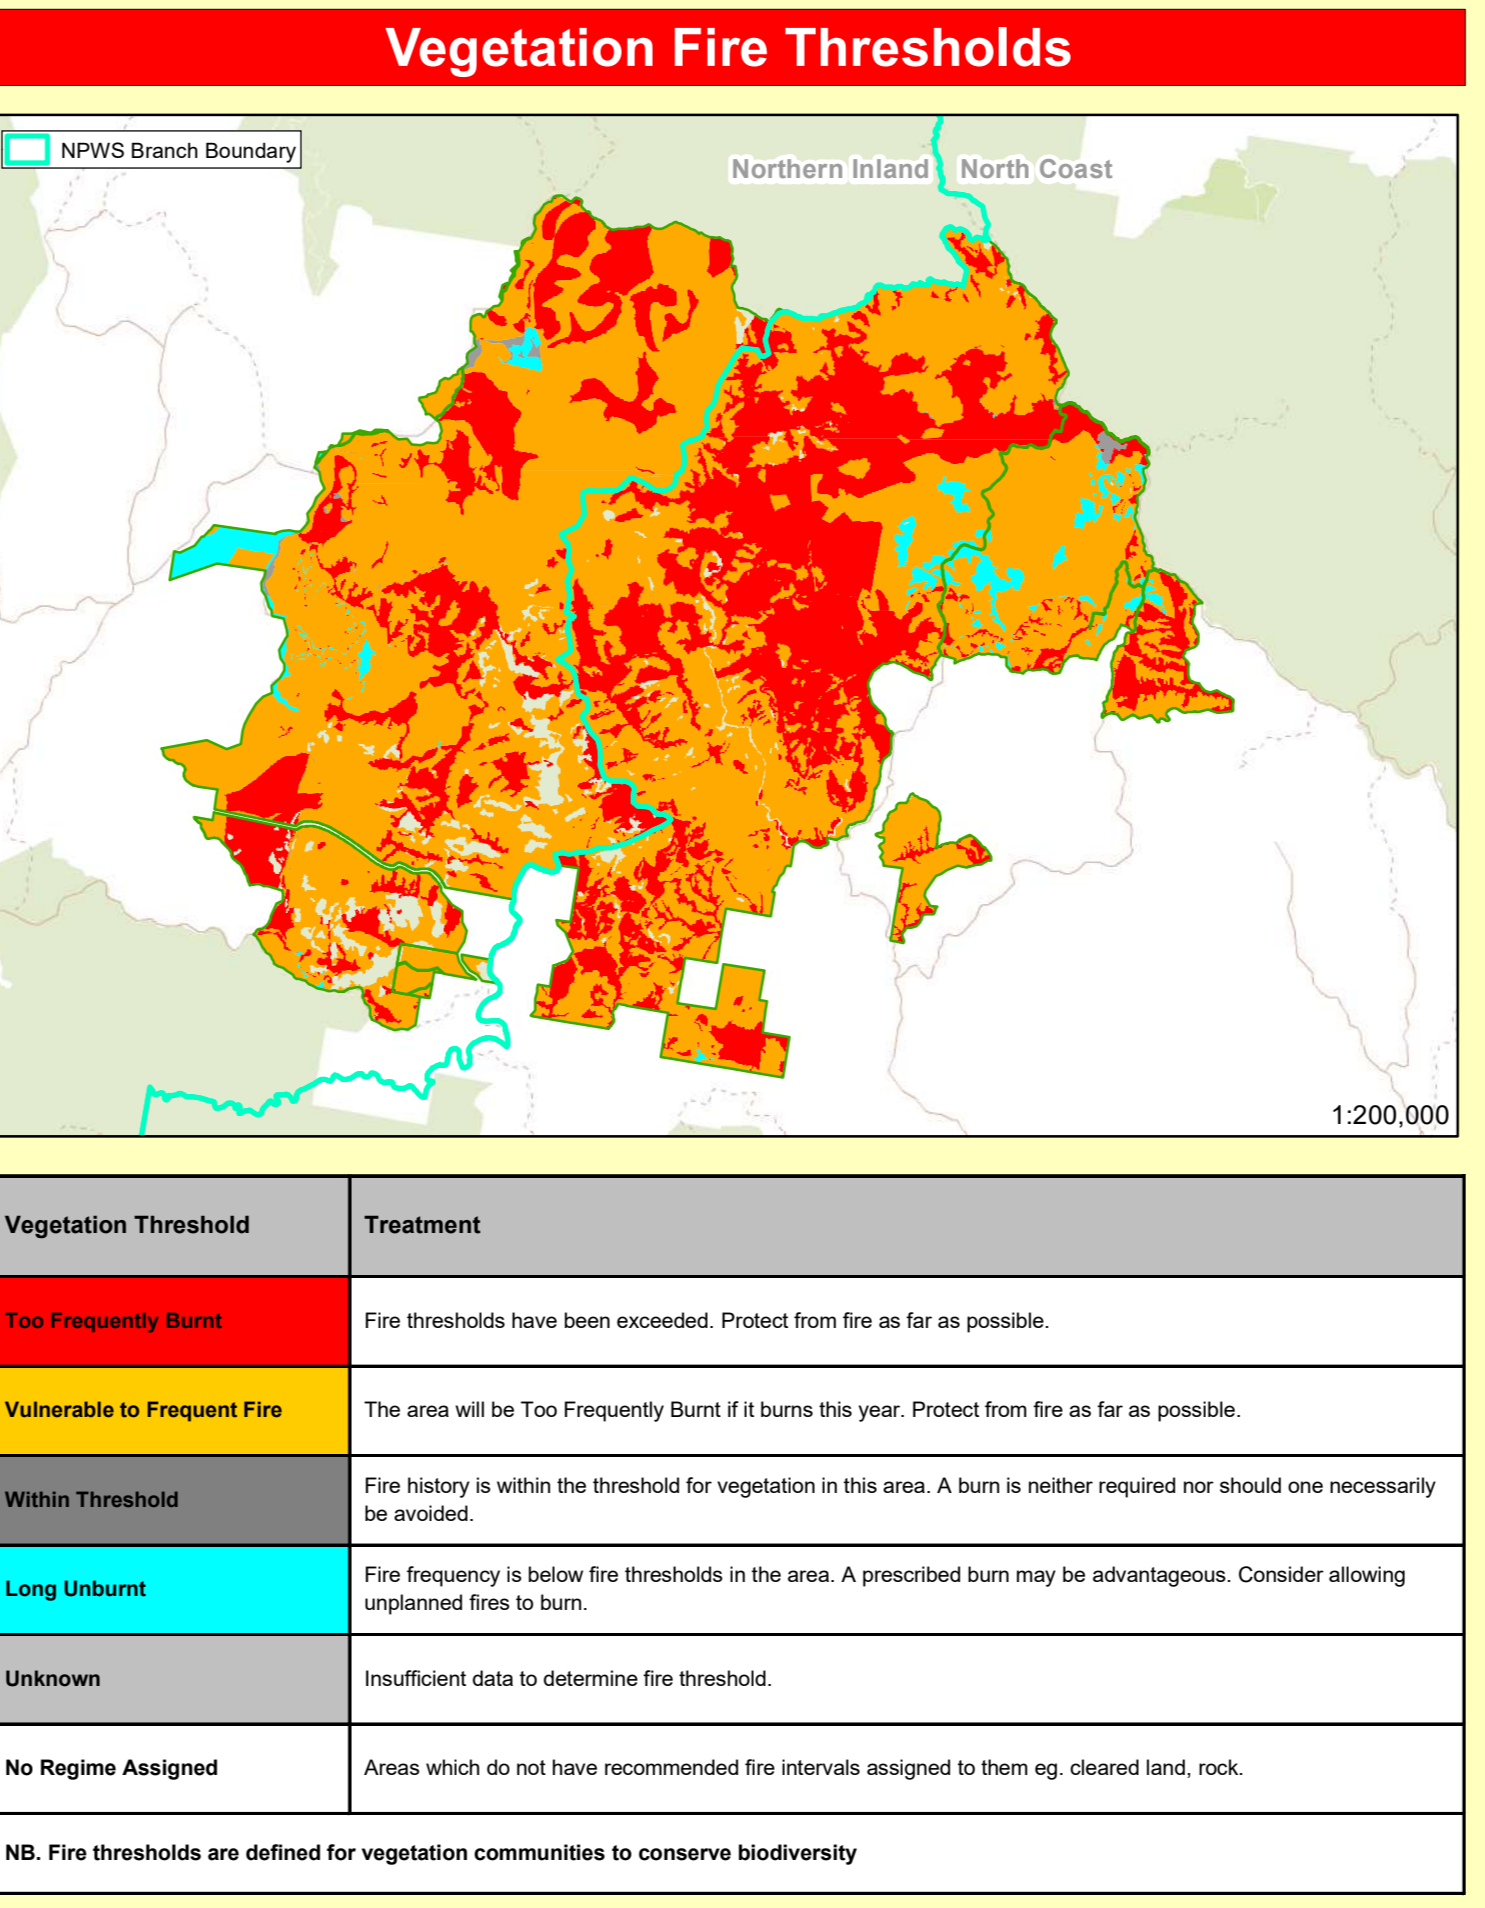 Vegetation Fire Thresholds
NPWS Branch Boundary
Northern Inland
North Coast
1:200,000
Vegetation Threshold
Treatment
Too Frequently Burnt
Fire thresholds have been exceeded. Protect from fire as far as possible.
Vulnerable to Frequent Fire
The area will be Too Frequently Burnt if it burns this year. Protect from fire as far as possible.
Within Threshold
Fire history is within the threshold for vegetation in this area. A burn is neither required nor should one necessarily
be avoided.
Long Unburnt
Fire frequency is below fire thresholds in the area. A prescribed burn may be advantageous. Consider allowing
unplanned fires to burn.
Unknown
Insufficient data to determine fire threshold.
No Regime Assigned
Areas which do not have recommended fire intervals assigned to them eg. cleared land, rock.
NB. Fire thresholds are defined for vegetation communities to conserve biodiversity